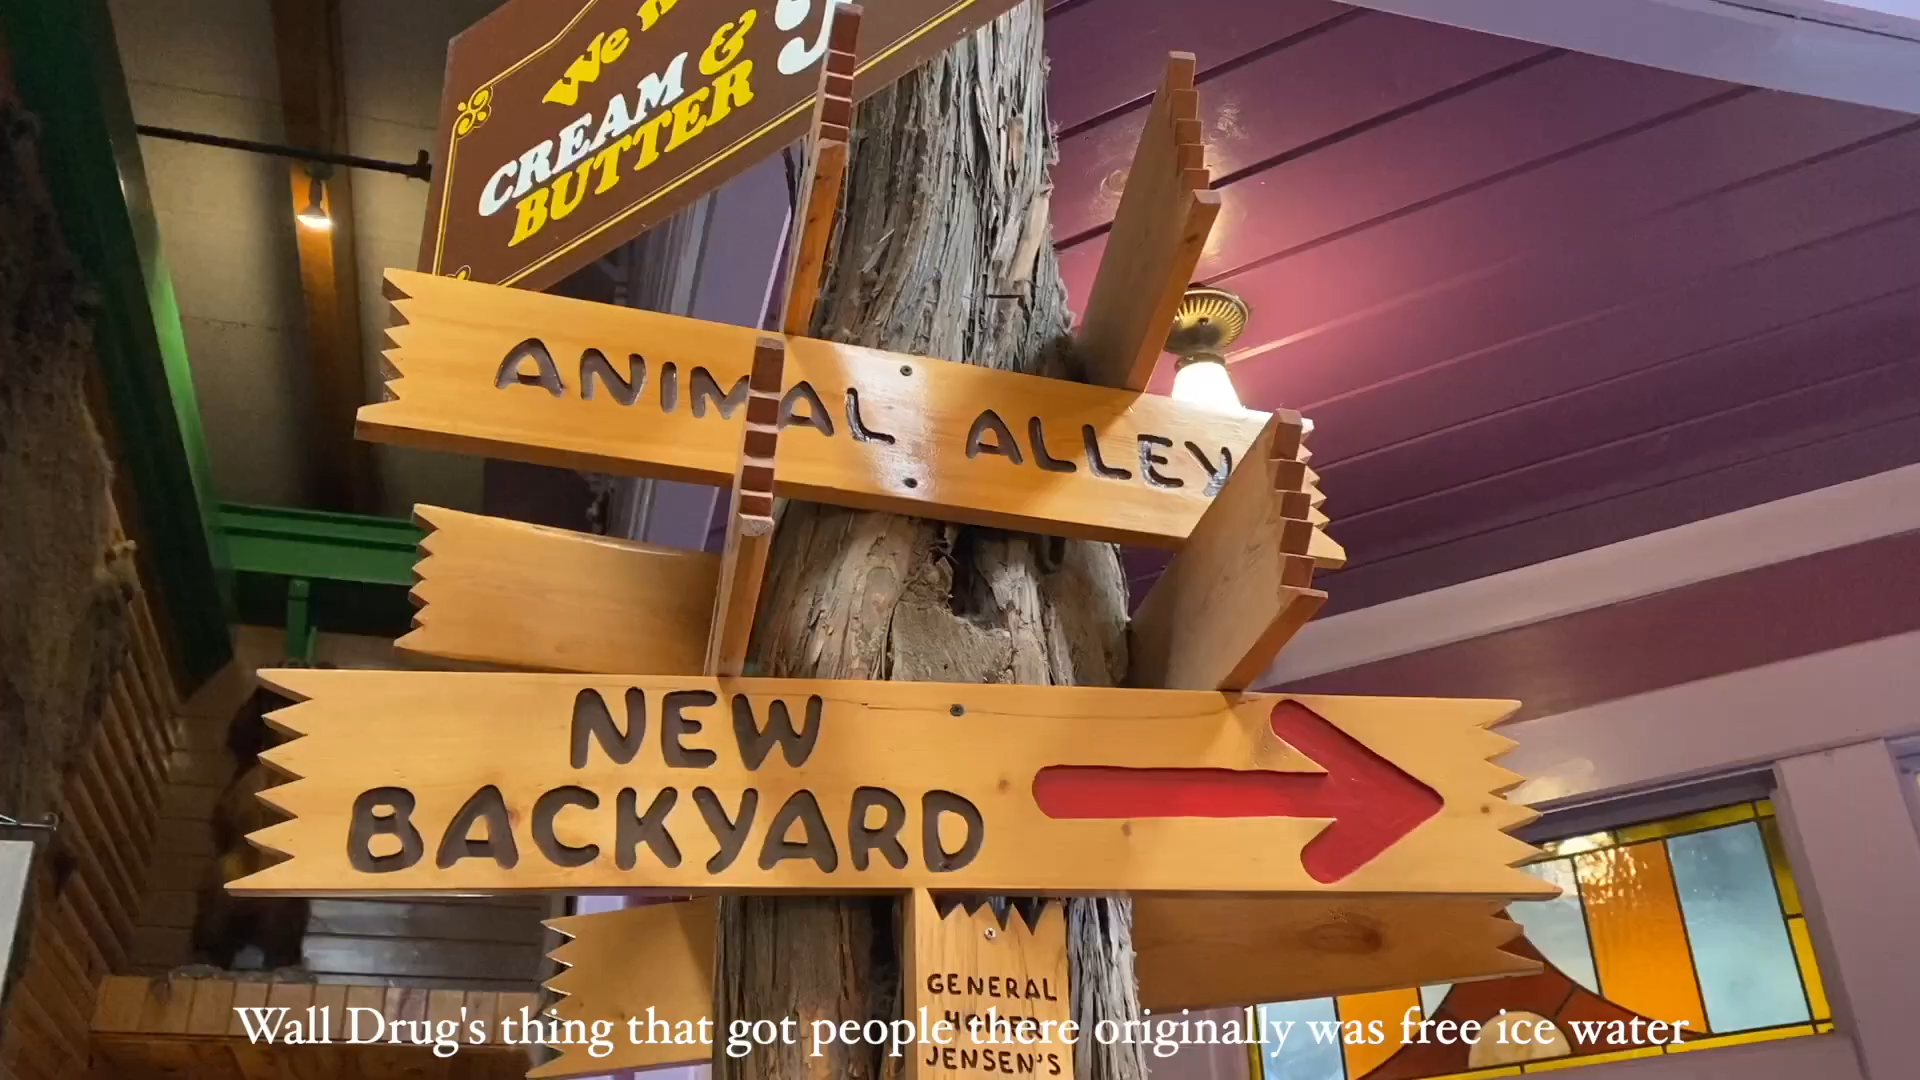 We
CREAM &
BUTTER
ANIMAL ALLEY
NEW
BACKYARD
GENERAL
JENSEN'S
Wall Drug's thing that got people there originally was free ice water